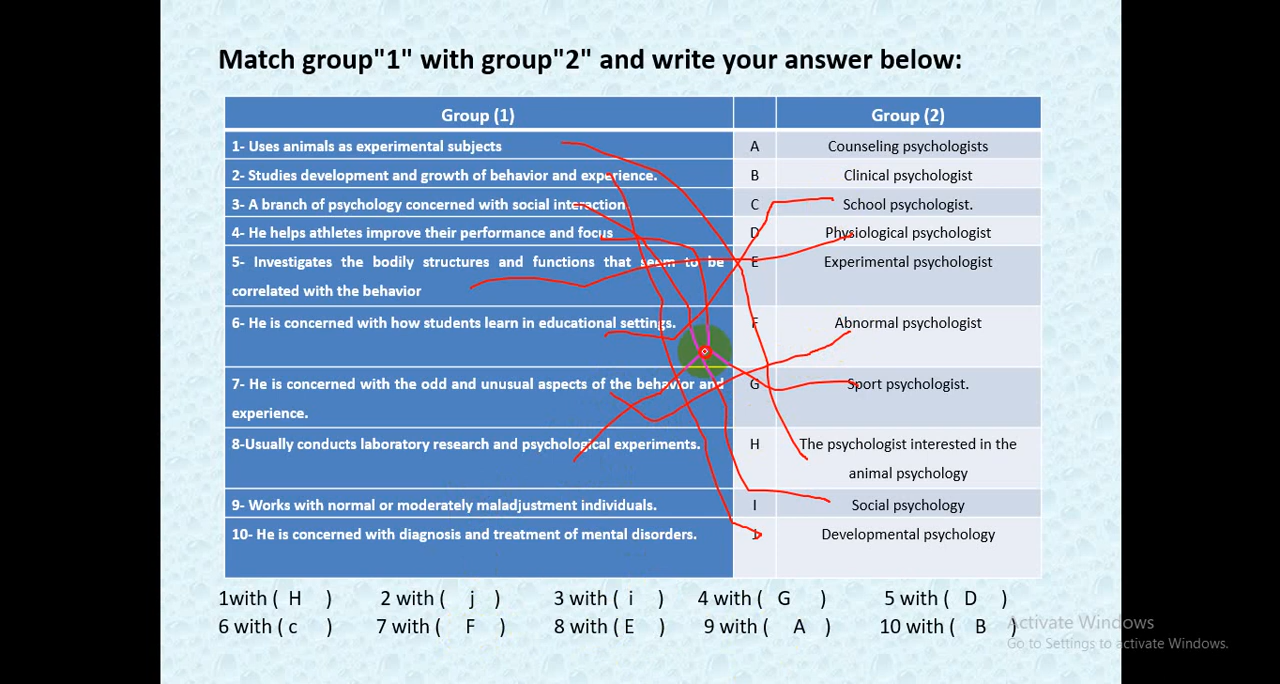 Match group"1" with group"2" and write your answer below:
Group (1) Group (2)
1- Uses animals as experimental subjects A Counseling psychologists
2- Studies development and growth of behavior and experience. B Clinical psychologist
3- A branch of psychology concerned with social interaction. C School psychologist.
4- He helps athletes improve their performance and focus D Physiological psychologist
5- Investigates the bodily structures and functions that seem to be E Experimental psychologist
correlated with the behavior
6- He is concerned with how students learn in educational settings. F Abnormal psychologist
7- He is concerned with the odd and unusual aspects of the behavior and G Sport psychologist.
experience.
8-Usually conducts laboratory research and psychological experiments. H The psychologist interested in the
animal psychology
9- Works with normal or moderately maladjustment individuals. I Social psychology
10- He is concerned with diagnosis and treatment of mental disorders. J Developmental psychology
1with ( H ) 2 with ( j ) 3 with ( i ) 4 with ( G ) 5 with ( D )
6 with ( c ) 7 with ( F ) 8 with ( E ) 9 with ( A ) 10 with ( B )
Activate Windows
Go to Settings to activate Windows.